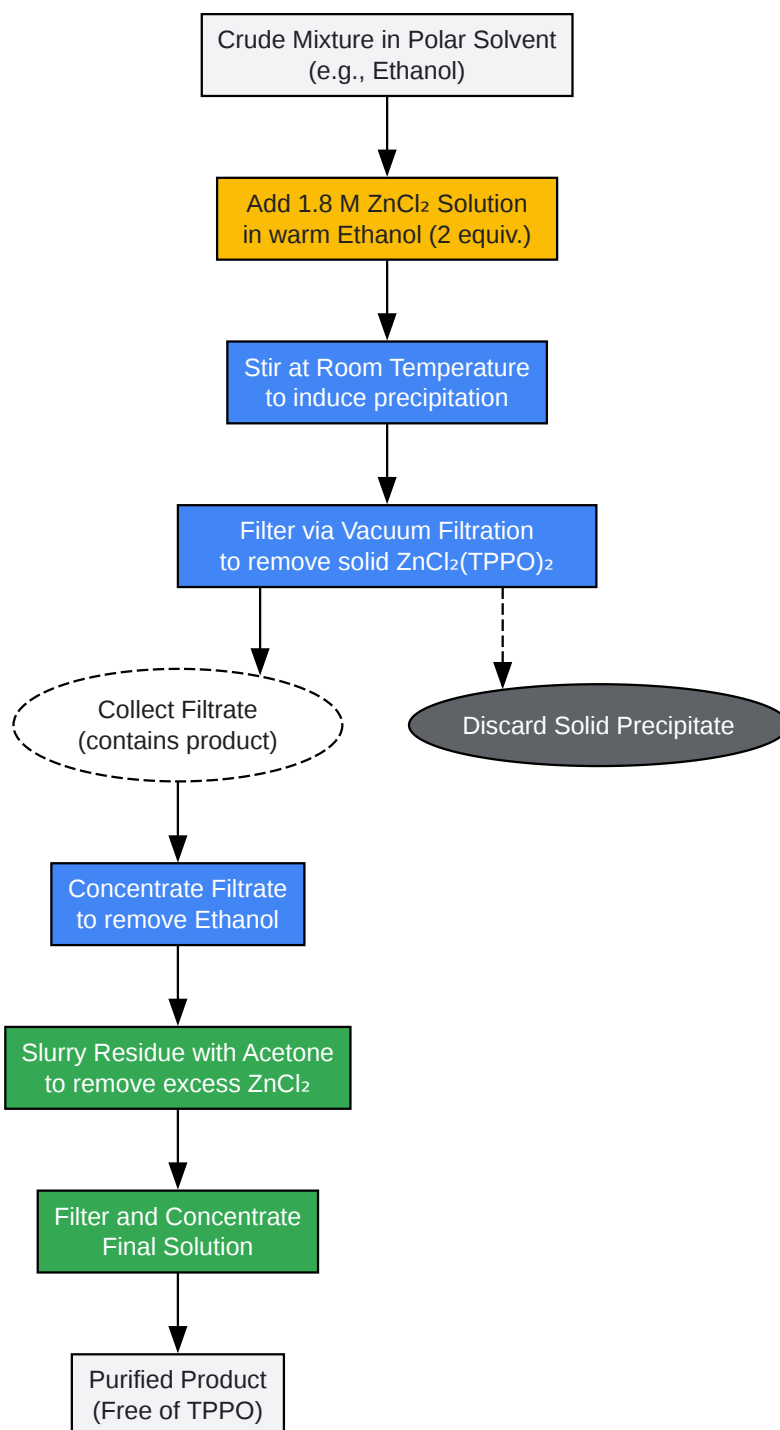 Crude Mixture in Polar Solvent
(e.g., Ethanol)
Add 1.8 M ZnCl₂ Solution
in warm Ethanol (2 equiv.)
Stir at Room Temperature
to induce precipitation
Filter via Vacuum Filtration
to remove solid ZnCl₂(TPPO)₂
Collect Filtrate
(contains product)
Discard Solid Precipitate
Concentrate Filtrate
to remove Ethanol
Slurry Residue with Acetone
to remove excess ZnCl₂
Filter and Concentrate
Final Solution
Purified Product
(Free of TPPO)